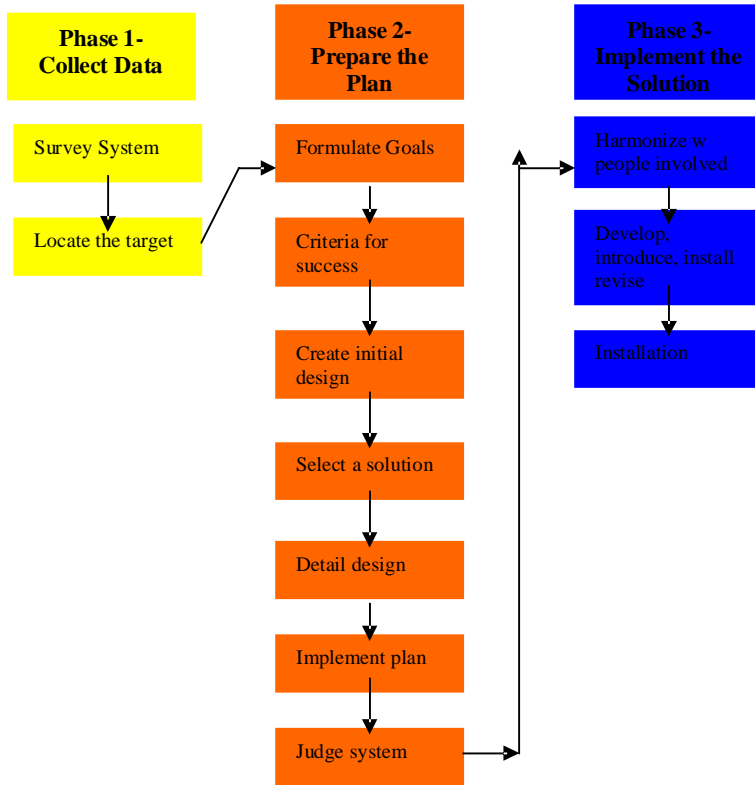 Phase 1-
Collect Data
Survey System
Locate the target
Phase 2-
Prepare the
Plan
Formulate Goals
Criteria for
success
Create initial
design
Select a solution
Detail design
Implement plan
Judge system
Phase 3-
Implement the
Solution
Harmonize w
people involved
Develop,
introduce, install
revise
Installation